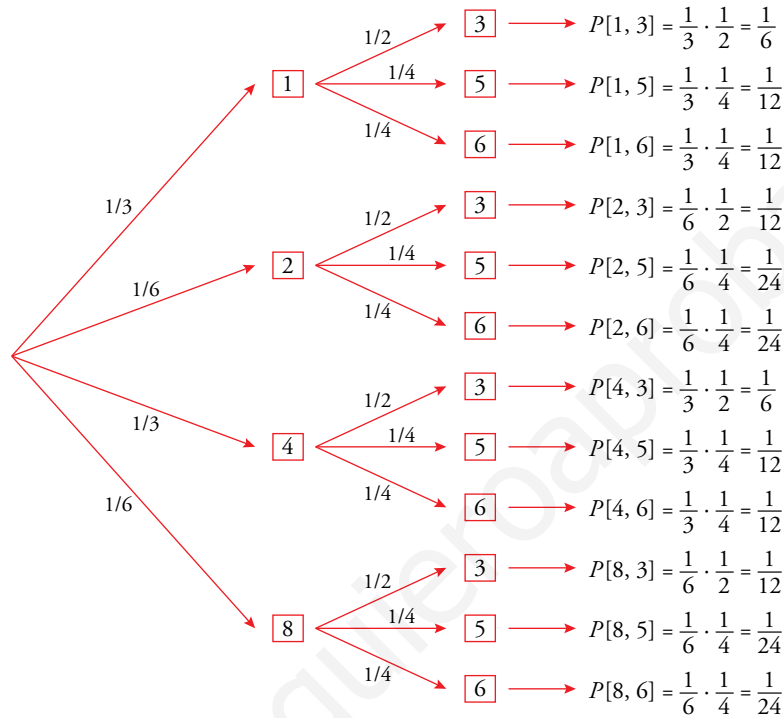 1/2 3 P[1, 3] = 1/3 · 1/2 = 1/6
1 1/4 5 P[1, 5] = 1/3 · 1/4 = 1/12
1/4 6 P[1, 6] = 1/3 · 1/4 = 1/12
1/3
1/2 3 P[2, 3] = 1/6 · 1/2 = 1/12
2 1/4 5 P[2, 5] = 1/6 · 1/4 = 1/24
1/6
1/4 6 P[2, 6] = 1/6 · 1/4 = 1/24
1/2 3 P[4, 3] = 1/3 · 1/2 = 1/6
1/3
4 1/4 5 P[4, 5] = 1/3 · 1/4 = 1/12
1/4 6 P[4, 6] = 1/3 · 1/4 = 1/12
1/6
1/2 3 P[8, 3] = 1/6 · 1/2 = 1/12
8 1/4 5 P[8, 5] = 1/6 · 1/4 = 1/24
1/4 6 P[8, 6] = 1/6 · 1/4 = 1/24
quieroaprob